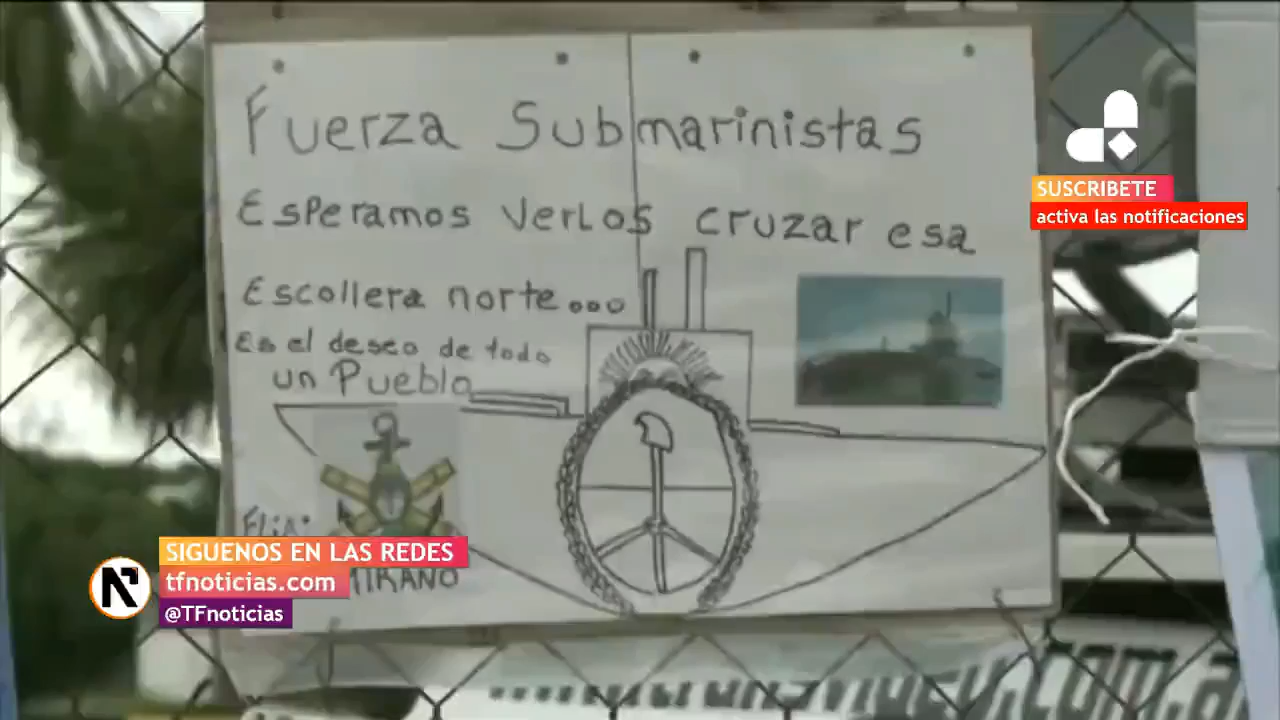 Fuerza Submarinistas
Esperamos verlos cruzar esa
Escollera norte...
Es el deseo de todo
un Pueblo
SUSCRIBETE
activa las notificaciones
SIGUENOS EN LAS REDES
tfnoticias.com
@TFnoticias